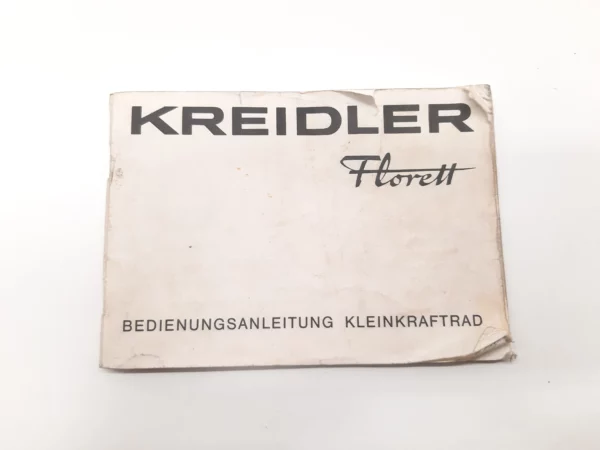 KREIDLER
Florett
BEDIENUNGSANLEITUNG KLEINKRAFTRAD